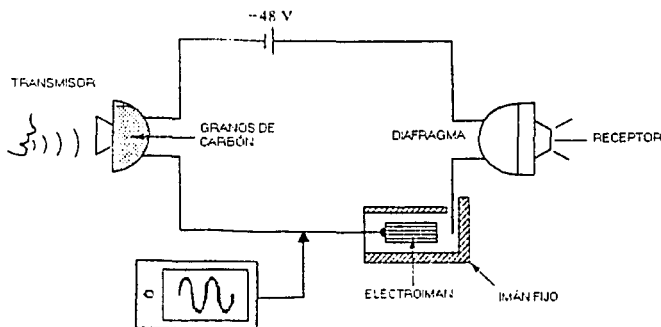 -48 V
TRANSMISOR
GRANOS DE
CARBÓN
DIAFRAGMA
RECEPTOR
ELECTROIMAN
IMÁN FIJO